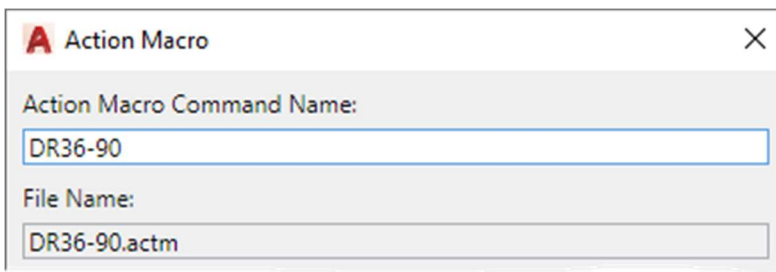 Action Macro
Action Macro Command Name:
DR36-90
File Name:
DR36-90.actm